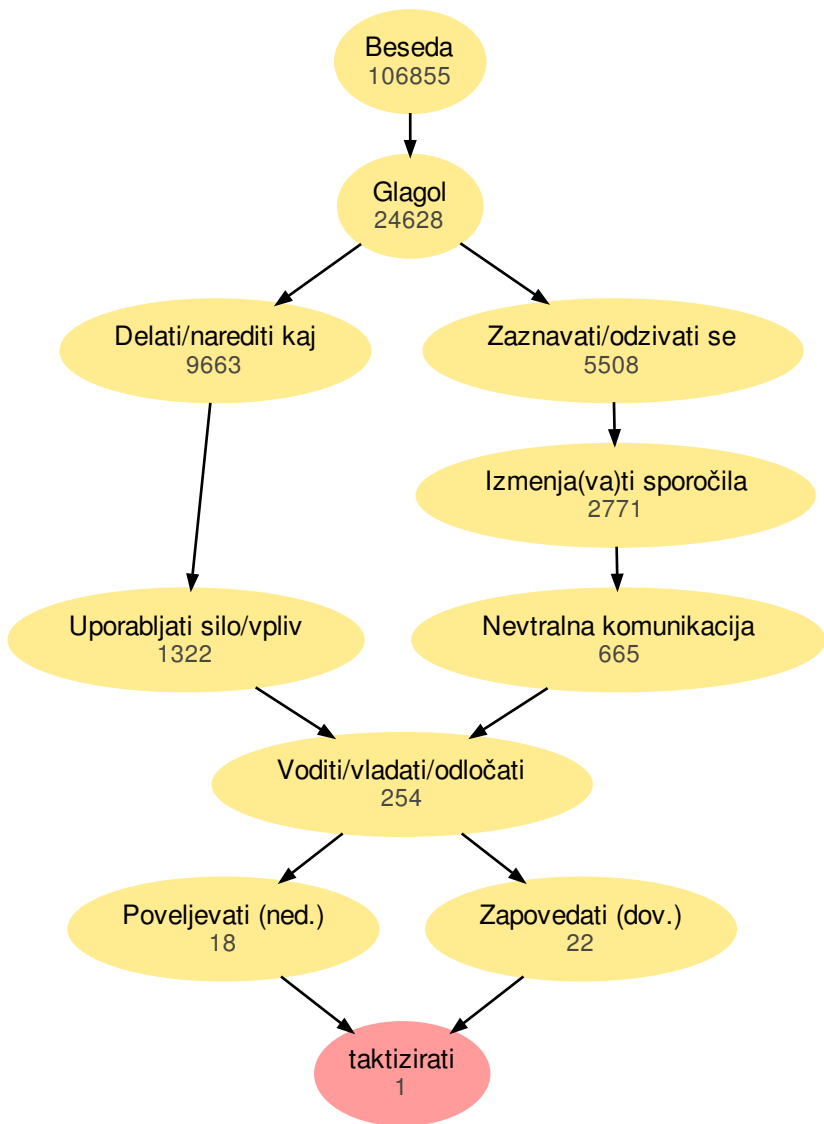 Beseda
106855
Glagol
24628
Delati/narediti kaj
9663
Zaznavati/odzivati se
5508
Izmenja(va)ti sporočila
2771
Uporabljati silo/vpliv
1322
Nevtralna komunikacija
665
Voditi/vladati/odločati
254
Poveljevati (ned.)
18
Zapovedati (dov.)
22
taktizirati
1